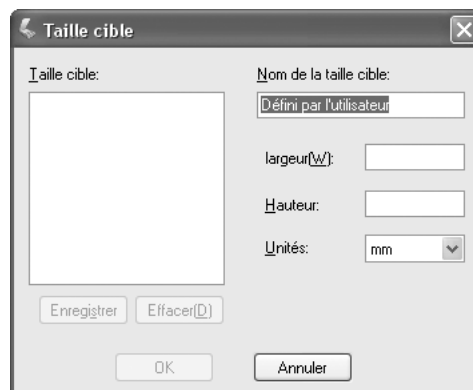 Taille cible
Taille cible:
Nom de la taille cible:
Défini par l'utilisateur
largeur(W):
Hauteur:
Unités:
mm
Enregistrer
Effacer(D)
OK
Annuler